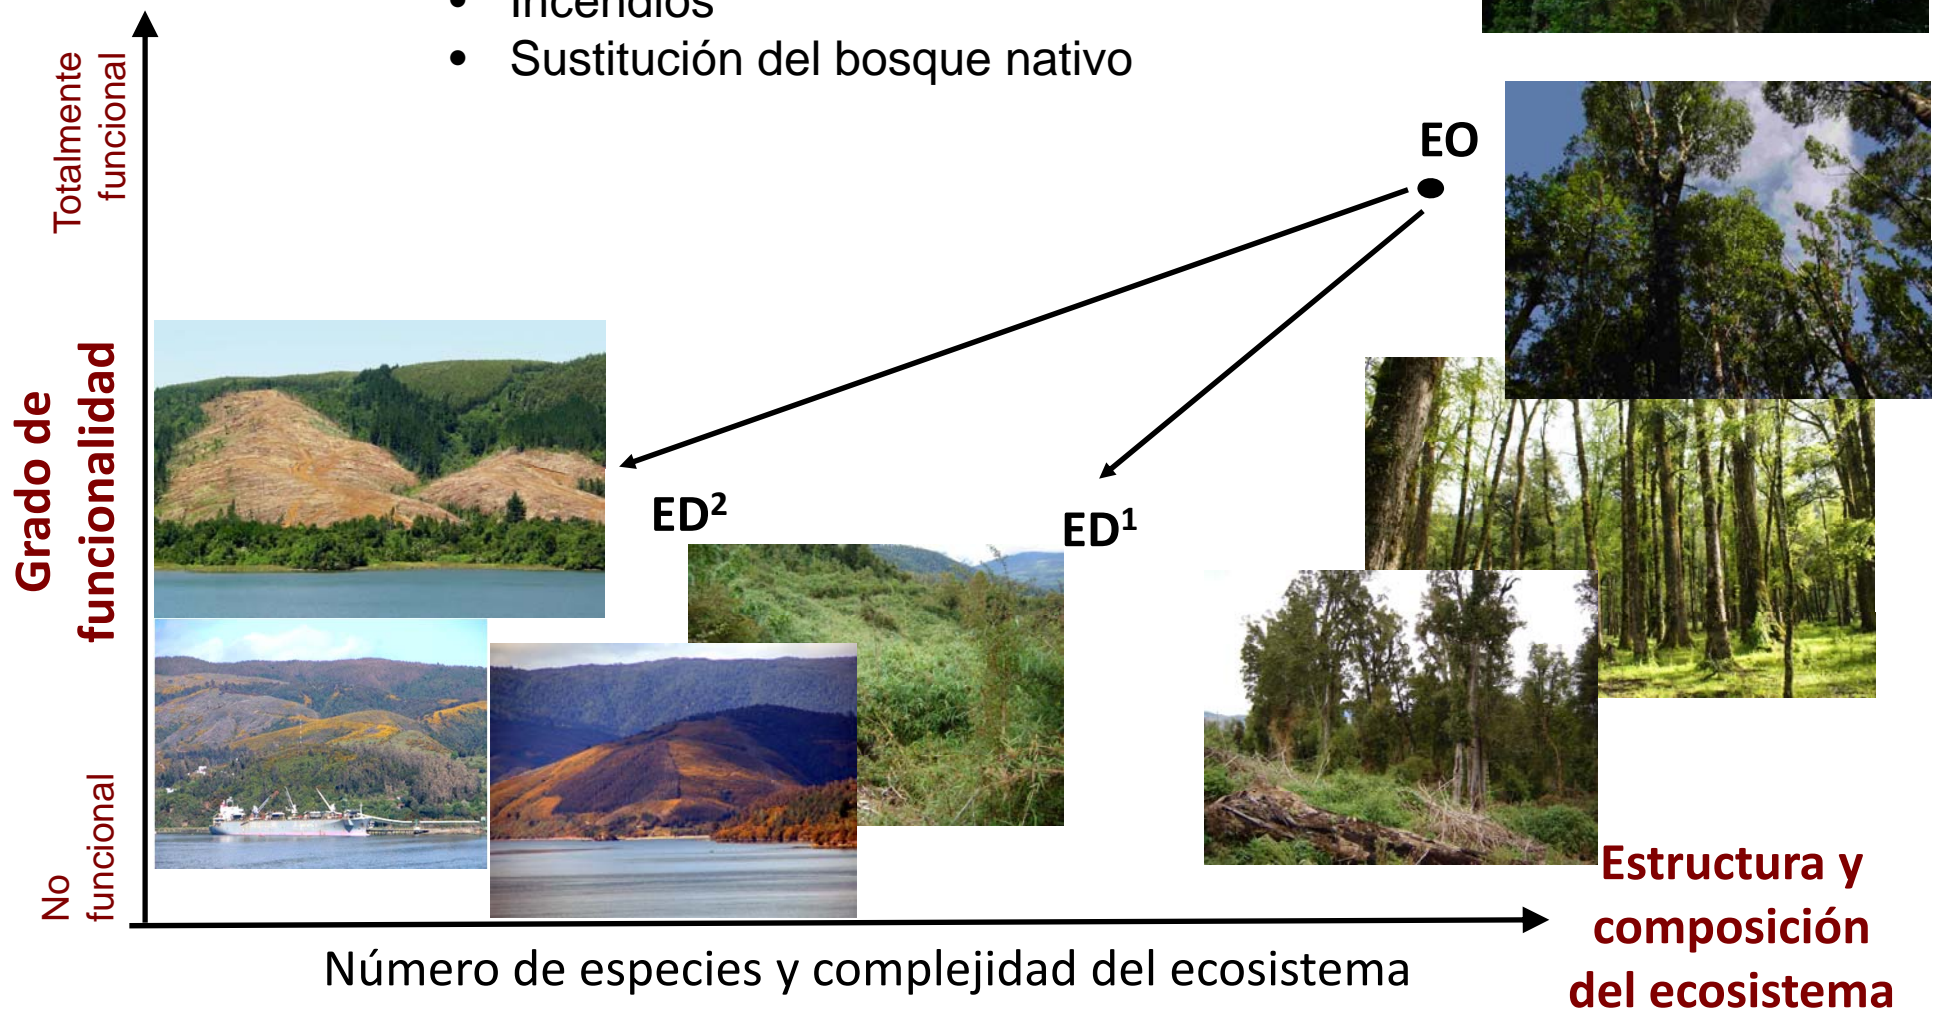 • Incendios
• Sustitución del bosque nativo
Totalmente
funcional
EO
Grado de
funcionalidad
ED²
ED¹
No
funcional
Estructura y
composición
del ecosistema
Número de especies y complejidad del ecosistema